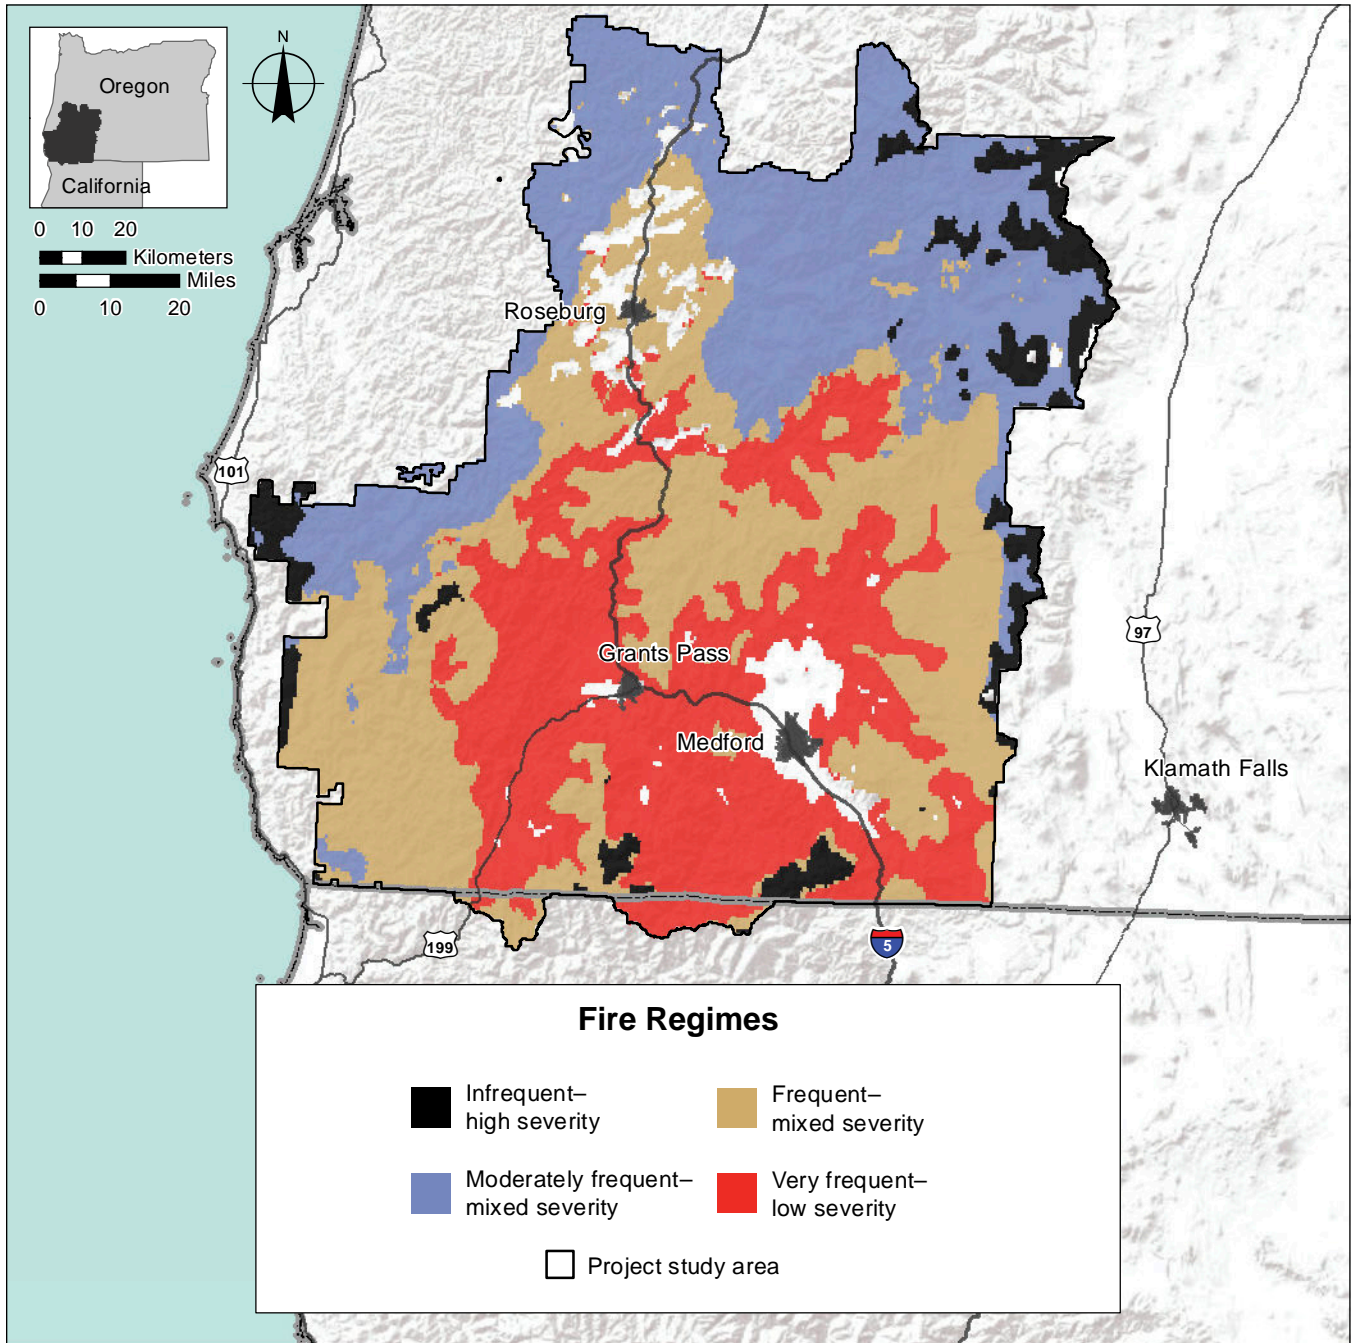 Oregon
California
N
0 10 20
Kilometers
Miles
0 10 20
Roseburg
101
97
Grants Pass
Medford
Klamath Falls
199
5
Fire Regimes
Infrequent–
high severity
Frequent–
mixed severity
Moderately frequent–
mixed severity
Very frequent–
low severity
Project study area